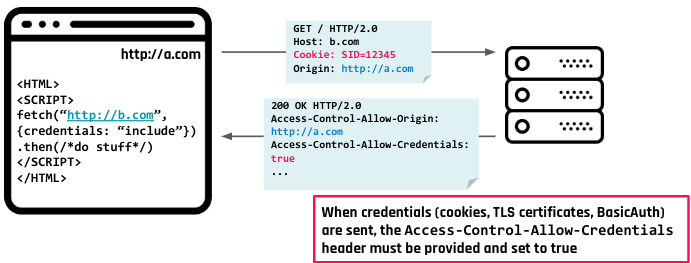 http://a.com
<HTML>
<SCRIPT>
fetch(“http://b.com”,
{credentials: “include”})
.then(/*do stuff*/)
</SCRIPT>
</HTML>
GET / HTTP/2.0
Host: b.com
Cookie: SID=12345
Origin: http://a.com
200 OK HTTP/2.0
Access-Control-Allow-Origin:
http://a.com
Access-Control-Allow-Credentials:
true
...
When credentials (cookies, TLS certificates, BasicAuth)
are sent, the Access-Control-Allow-Credentials
header must be provided and set to true